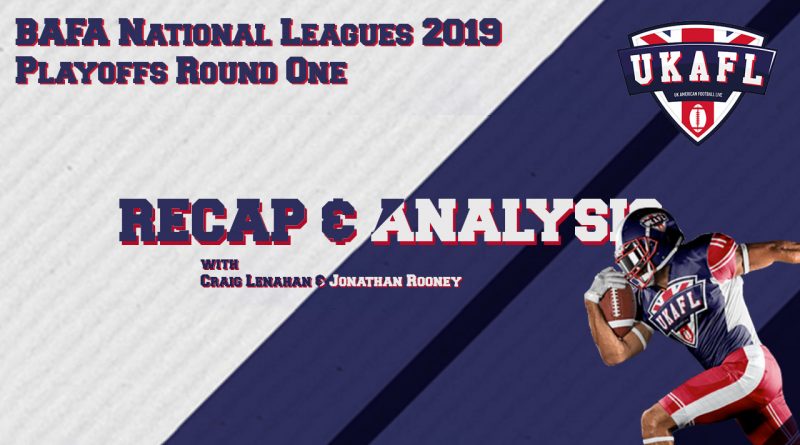 BAFA National Leagues 2019
Playoffs Round One
UKAFL
UK AMERICAN FOOTBALL LIVE
Recap & Analysis
with
Craig Lenahan & Jonathan Rooney
UKAFL